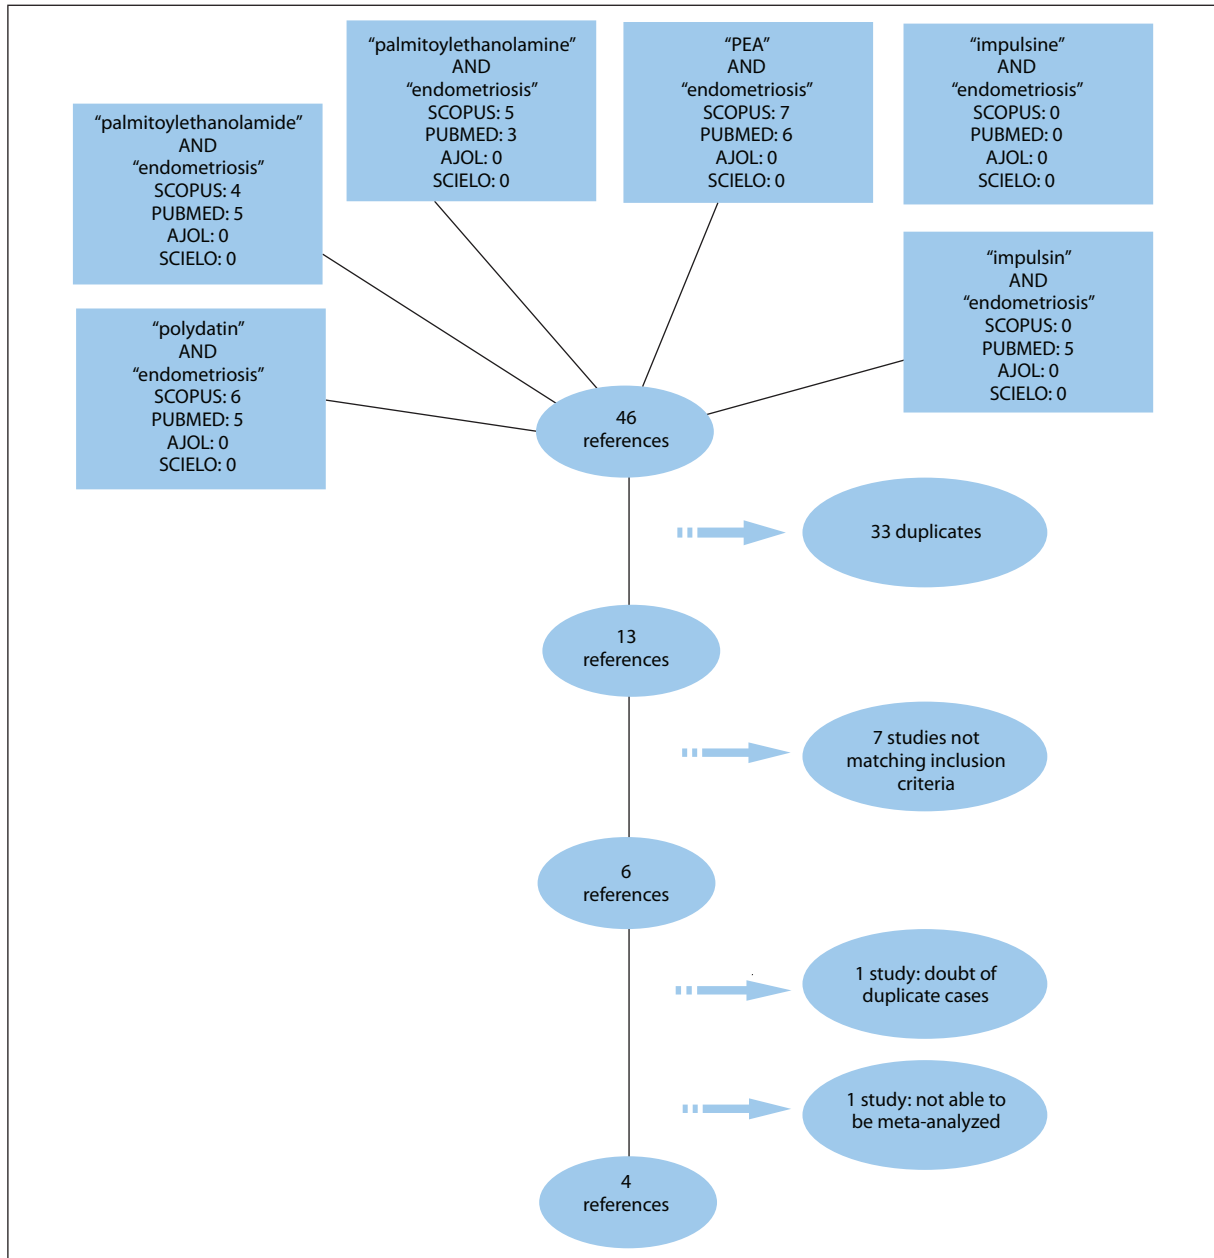 “palmitoylethanolamide”
AND
“endometriosis”
SCOPUS: 4
PUBMED: 5
AJOL: 0
SCIELO: 0
“palmitoylethanolamine”
AND
“endometriosis”
SCOPUS: 5
PUBMED: 3
AJOL: 0
SCIELO: 0
“PEA”
AND
“endometriosis”
SCOPUS: 7
PUBMED: 6
AJOL: 0
SCIELO: 0
“impulsine”
AND
“endometriosis”
SCOPUS: 0
PUBMED: 0
AJOL: 0
SCIELO: 0
“polydatin”
AND
“endometriosis”
SCOPUS: 6
PUBMED: 5
AJOL: 0
SCIELO: 0
“impulsin”
AND
“endometriosis”
SCOPUS: 0
PUBMED: 5
AJOL: 0
SCIELO: 0
46
references
33 duplicates
13
references
7 studies not
matching inclusion
criteria
6
references
1 study: doubt of
duplicate cases
1 study: not able to
be meta-analyzed
4
references